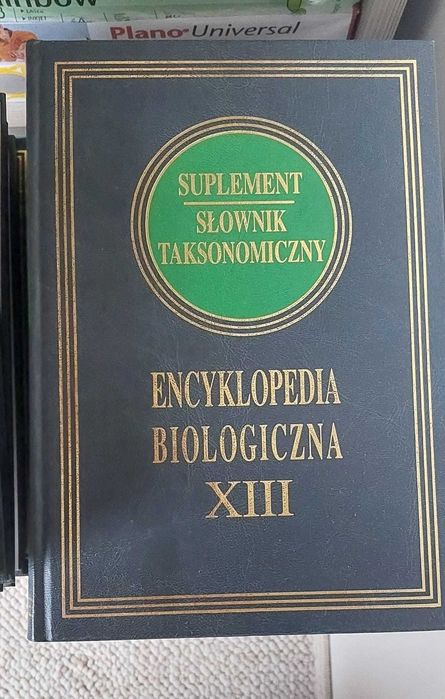 Plano® Universal
SUPLEMENT
SŁOWNIK
TAKSONOMICZNY
ENCYKLOPEDIA
BIOLOGICZNA
XIII